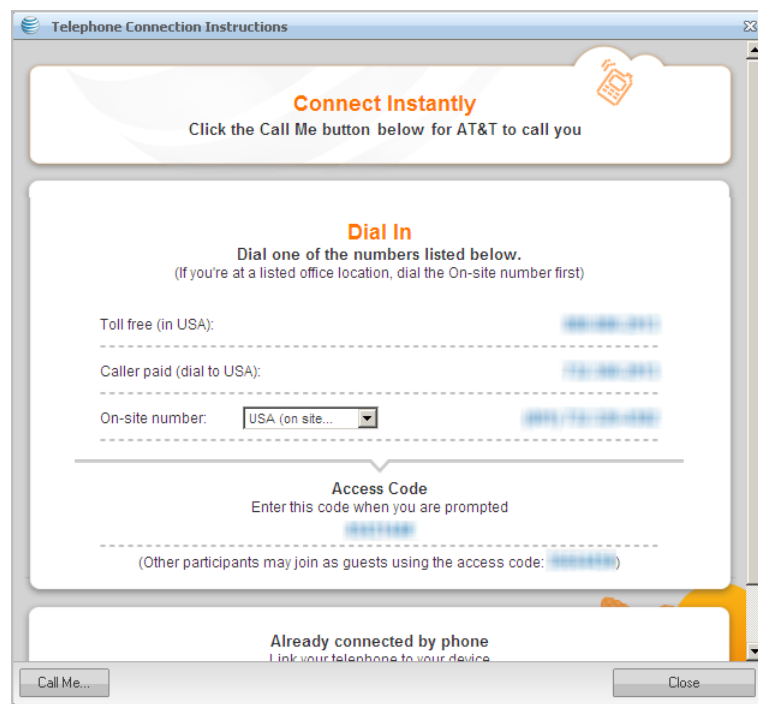 Telephone Connection Instructions
Connect Instantly
Click the Call Me button below for AT&T to call you
Dial In
Dial one of the numbers listed below.
(If you're at a listed office location, dial the On-site number first)
Toll free (in USA):
Caller paid (dial to USA):
On-site number: USA (on site...
Access Code
Enter this code when you are prompted
(Other participants may join as guests using the access code: )
Already connected by phone
Link your telephone to your device
Call Me... Close